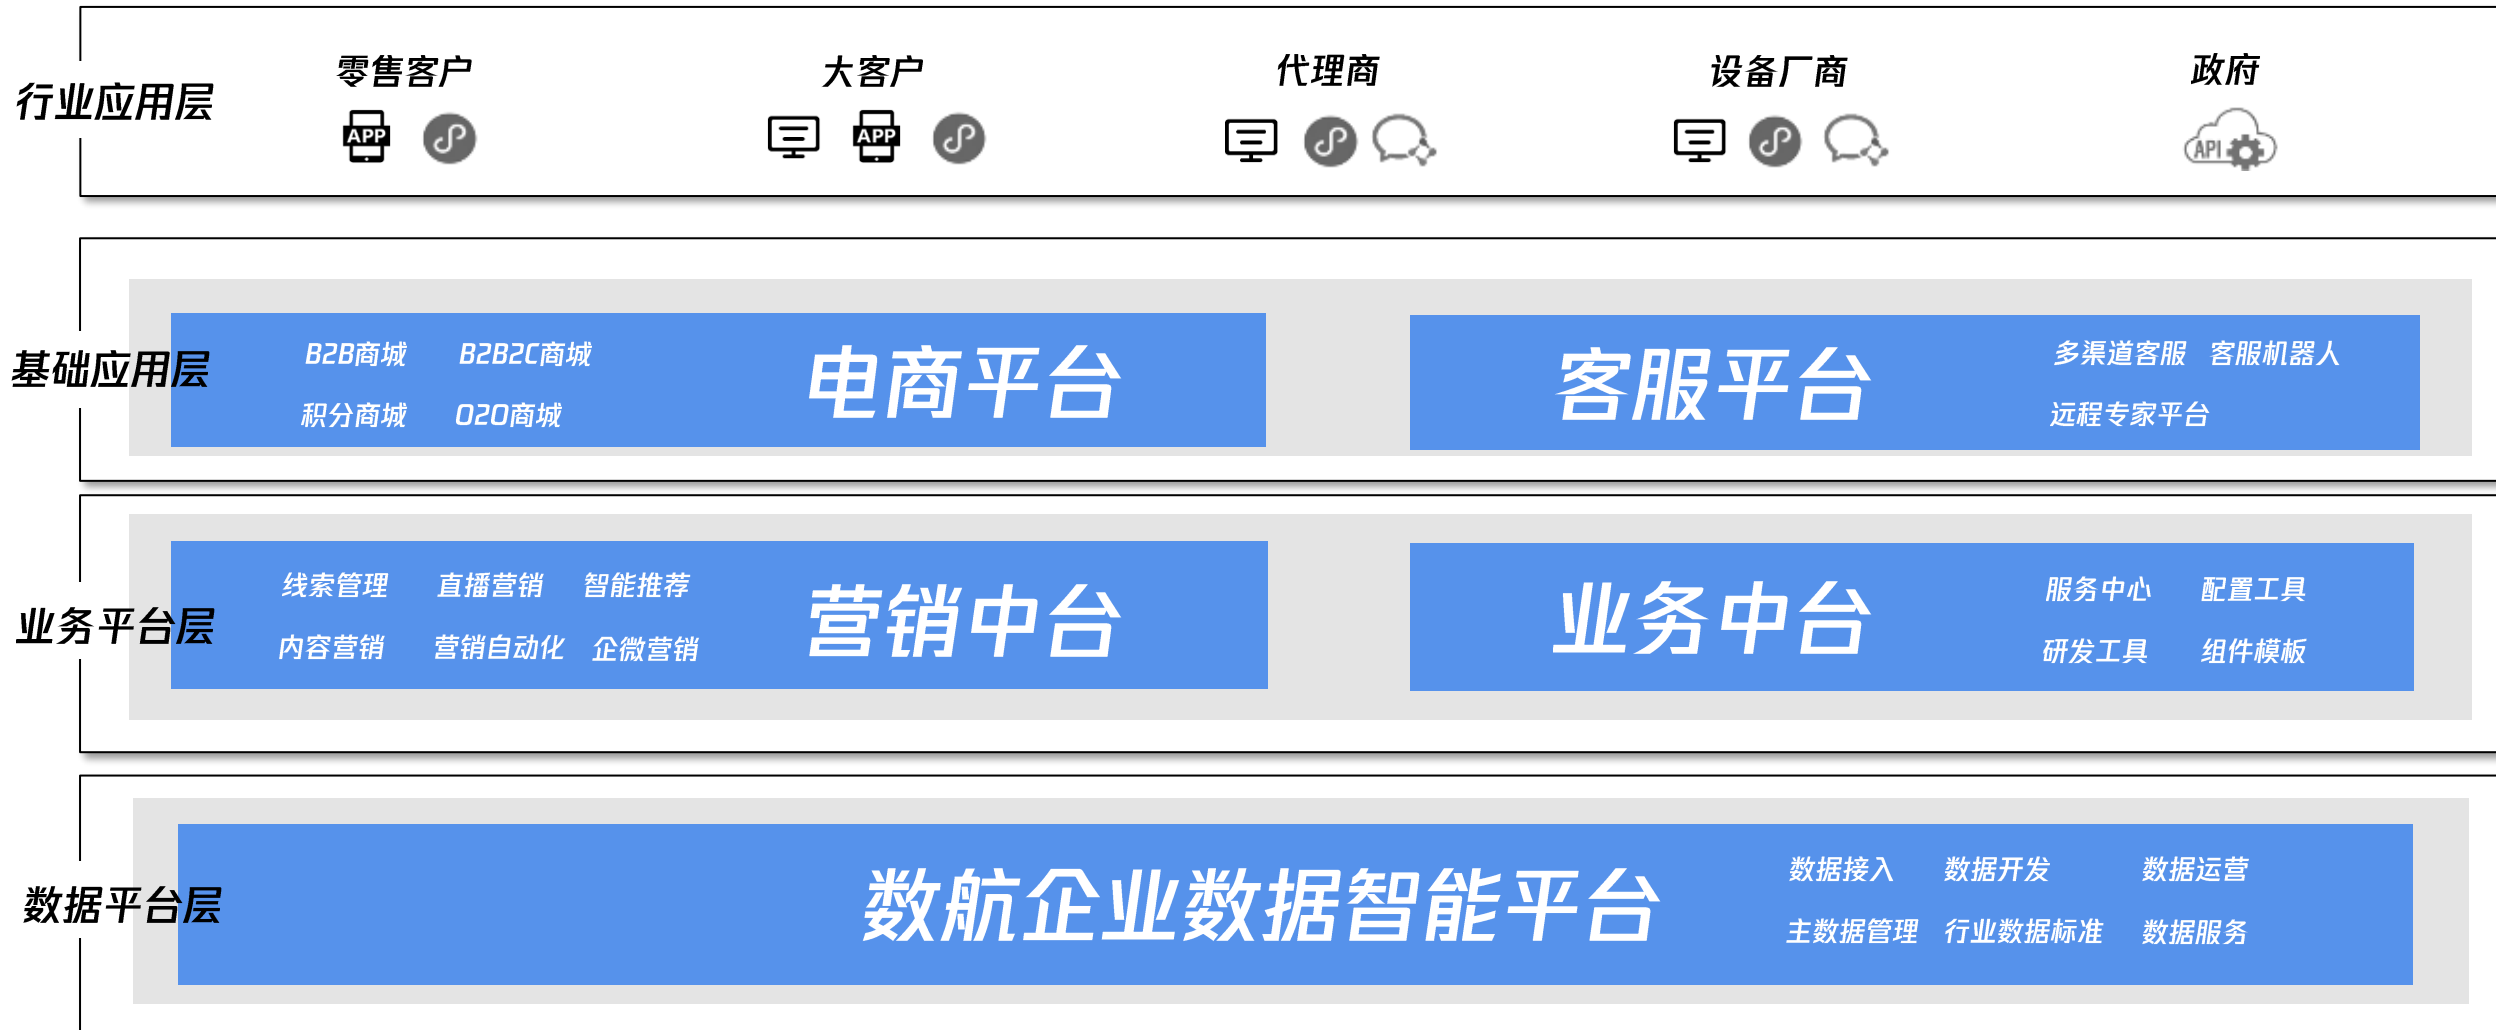 零售客户 大客户 代理商 设备厂商 政府
行业应用层
APP APP API
B2B商城 B2B2C商城 电商平台 客服平台 多渠道客服 客服机器人
基础应用层
积分商城 O2O商城 远程专家平台
线索管理 直播营销 智能推荐 营销中台 业务中台 服务中心 配置工具
业务平台层
内容营销 营销自动化 企微营销 研发工具 组件模板
数据平台层
数航企业数据智能平台 数据接入 数据开发 数据运营
主数据管理 行业数据标准 数据服务